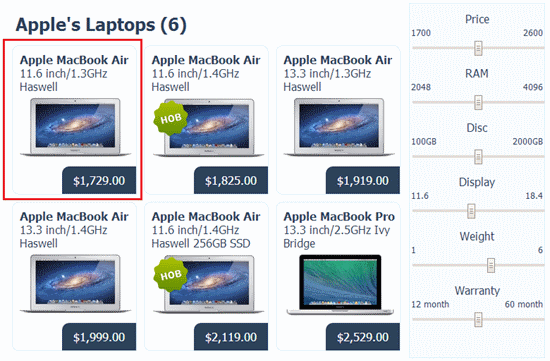 Apple's Laptops (6)
Apple MacBook Air
11.6 inch/1.3GHz
Haswell
$1,729.00
Apple MacBook Air
11.6 inch/1.4GHz
Haswell
НОВ
$1,825.00
Apple MacBook Air
13.3 inch/1.3GHz
Haswell
$1,919.00
Apple MacBook Air
13.3 inch/1.4GHz
Haswell
$1,999.00
Apple MacBook Air
11.6 inch/1.4GHz
Haswell 256GB SSD
НОВ
$2,119.00
Apple MacBook Pro
13.3 inch/2.5GHz Ivy
Bridge
$2,529.00
Price
1700 2600
RAM
2048 4096
Disc
100GB 2000GB
Display
11.6 18.4
Weight
1 6
Warranty
12 month 60 month